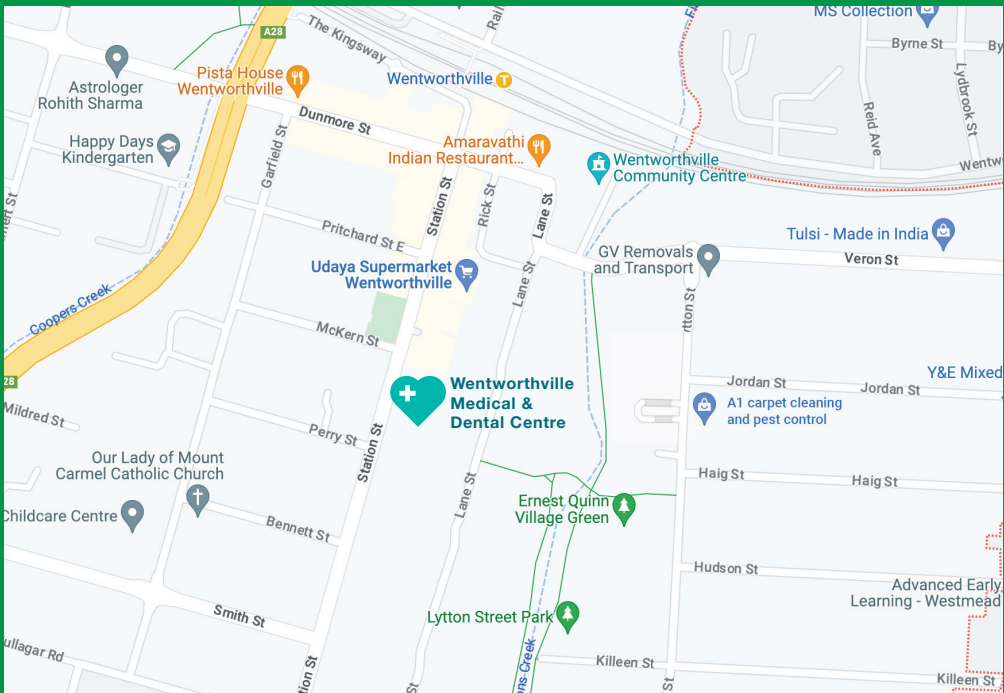 MS Collection
A28
The Kingsway
Byrne St
Pista House
Wentworthville
Wentworthville
T
Astrologer
Rohith Sharma
Lydbrook St
Reid Ave
Dunmore St
Happy Days
Kindergarten
Garfield St
Amaravathi
Indian Restaurant...
Wentworthville
Community Centre
Station St
Rick St
Lane St
Pritchard St E
Tulsi - Made in India
GV Removals
and Transport
Veron St
Udaya Supermarket
Wentworthville
Lane St
Coopers Creek
McKern St
28
Wentworthville
Medical &
Dental Centre
Y&E Mixed
Jordan St
Jordan St
A1 carpet cleaning
and pest control
Mildred St
Perry St
Station St
Our Lady of Mount
Carmel Catholic Church
Haig St
Haig St
Lane St
Ernest Quinn
Village Green
Childcare Centre
Bennett St
Hudson St
Advanced Early
Learning - Westmead
Smith St
Lytton Street Park
Killeen St
Killeen St